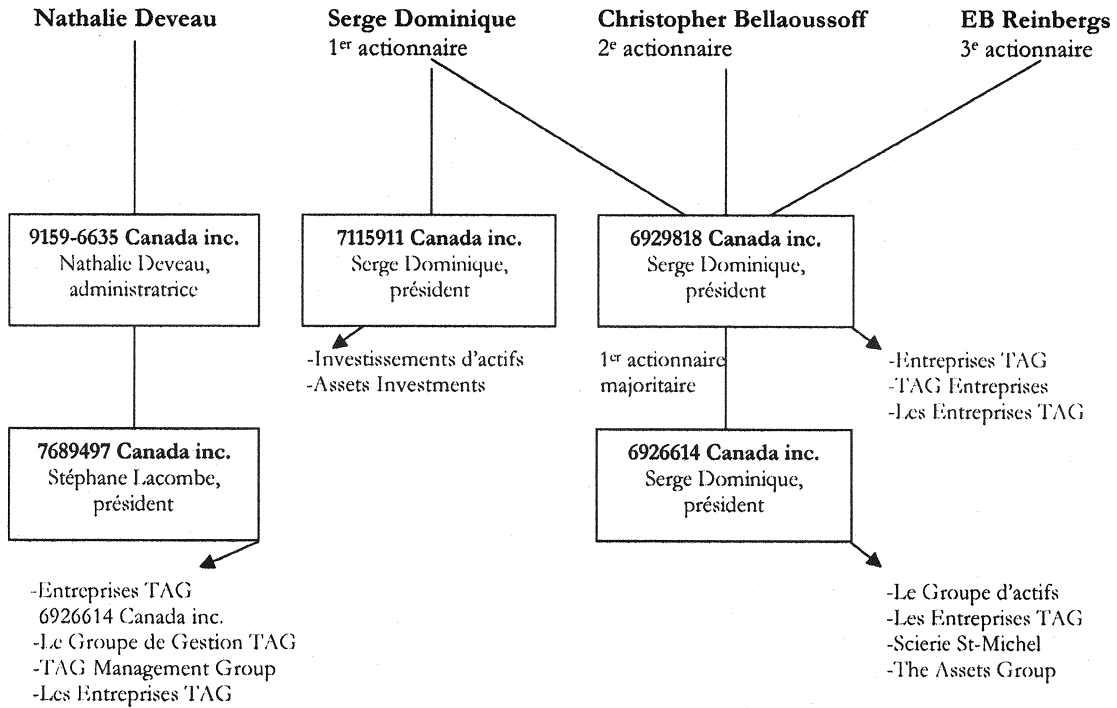 Nathalie Deveau
Serge Dominique
1er actionnaire
Christopher Bellaoussoff
2e actionnaire
EB Reinbergs
3e actionnaire
9159-6635 Canada inc.
Nathalie Deveau,
administratrice
7115911 Canada inc.
Serge Dominique,
président
6929818 Canada inc.
Serge Dominique,
président
-Investissements d'actifs
-Assets Investments
1er actionnaire
majoritaire
-Entreprises TAG
-TAG Entreprises
-Les Entreprises TAG
7689497 Canada inc.
Stéphane Lacombe,
président
6926614 Canada inc.
Serge Dominique,
président
-Entreprises TAG
6926614 Canada inc.
-Le Groupe de Gestion TAG
-TAG Management Group
-Les Entreprises TAG
-Le Groupe d'actifs
-Les Entreprises TAG
-Scierie St-Michel
-The Assets Group